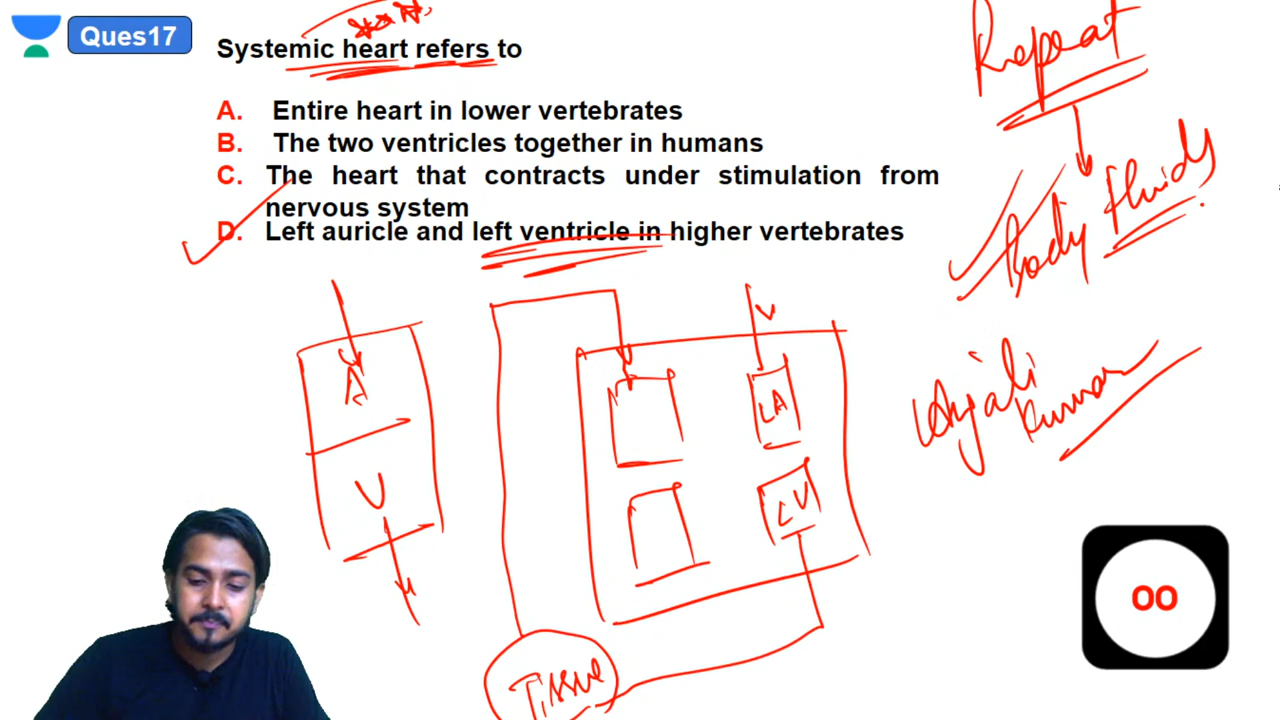 Ques17
Systemic heart refers to
A. Entire heart in lower vertebrates
B. The two ventricles together in humans
C. The heart that contracts under stimulation from
nervous system
D. Left auricle and left ventricle in higher vertebrates
Repeat
Body Fluids
Anjali
Kumar
A
V
V
LA
LV
Tissue
00